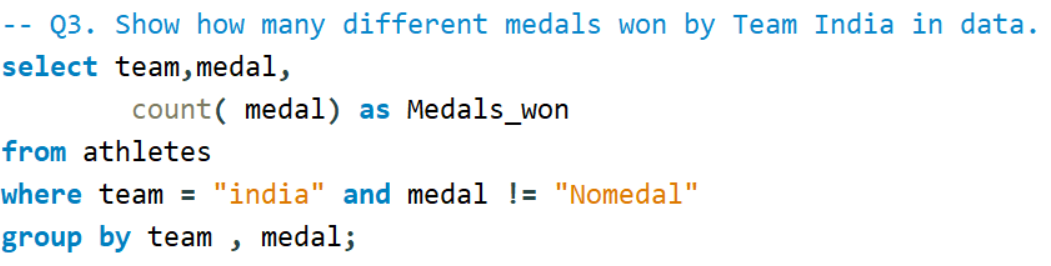 -- Q3. Show how many different medals won by Team India in data.
select team,medal,
count( medal) as Medals_won
from athletes
where team = "india" and medal != "Nomedal"
group by team , medal;